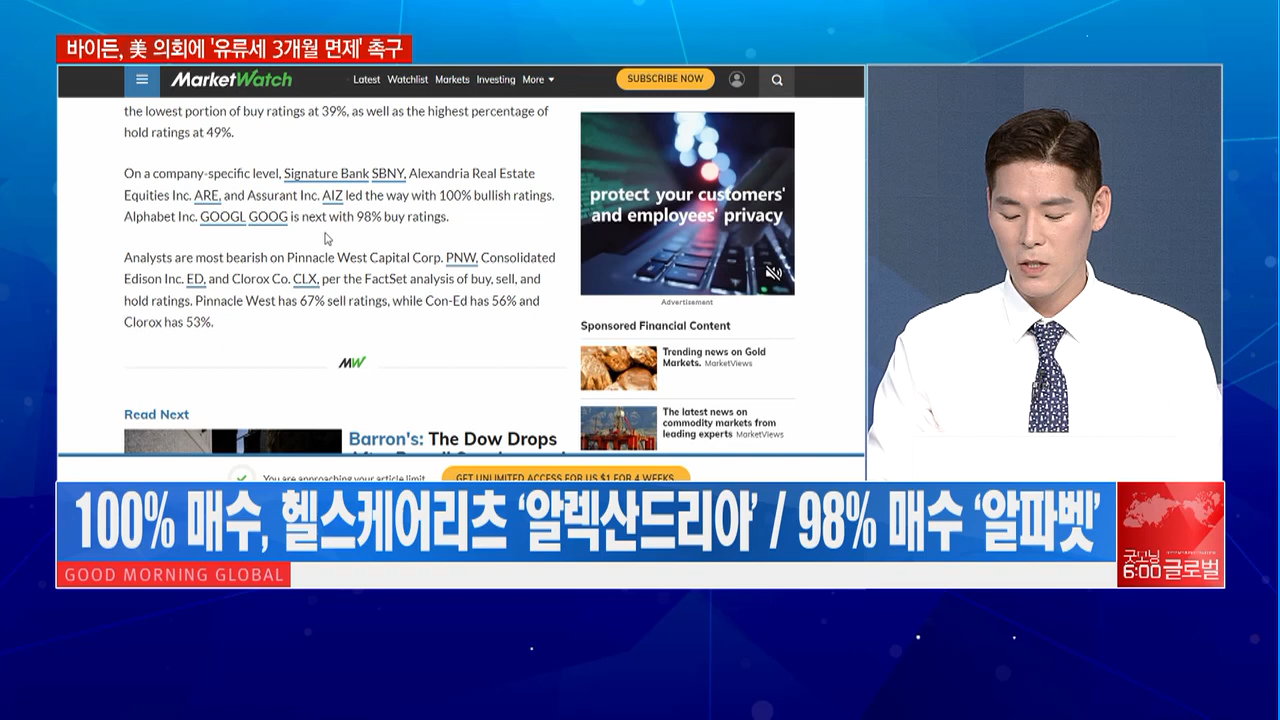 바이든, 美 의회에 '유류세 3개월 면제' 촉구
MarketWatch
Latest Watchlist Markets Investing More
SUBSCRIBE NOW
the lowest portion of buy ratings at 39%, as well as the highest percentage of
hold ratings at 49%.
On a company-specific level, Signature Bank SBNY, Alexandria Real Estate
Equities Inc. ARE, and Assurant Inc. AIZ led the way with 100% bullish ratings.
Alphabet Inc. GOOGL GOOG is next with 98% buy ratings.
Analysts are most bearish on Pinnacle West Capital Corp. PNW, Consolidated
Edison Inc. ED, and Clorox Co. CLX, per the FactSet analysis of buy, sell, and
hold ratings. Pinnacle West has 67% sell ratings, while Con-Ed has 56% and
Clorox has 53%.
MW
Read Next
Barron's: The Dow Drops
protect your customers'
and employees' privacy
Advertisement
Sponsored Financial Content
Trending news on Gold
Markets. MarketViews
The latest news on
commodity markets from
leading experts MarketViews
You are approaching your article limit.
GET UNLIMITED ACCESS FOR US $1 FOR 4 WEEKS
100% 매수, 헬스케어리츠 ‘알렉산드리아’ / 98% 매수 ‘알파벳’
GOOD MORNING GLOBAL
굿모닝
6:00 글로벌